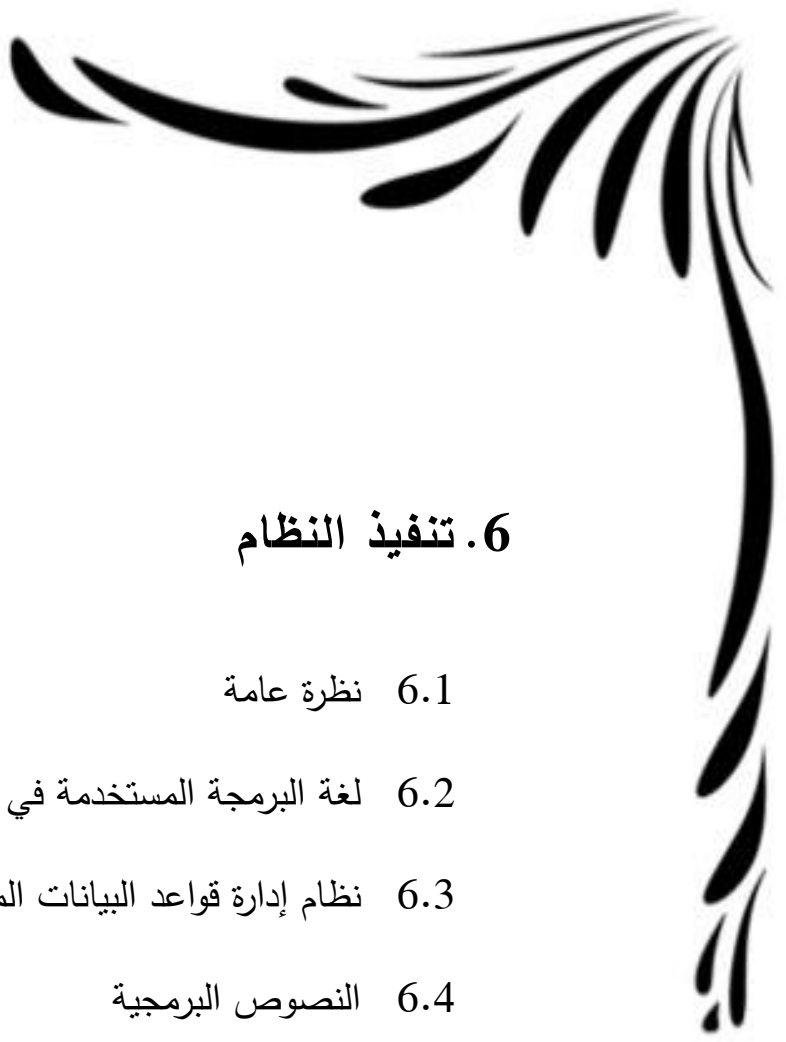 6. تنفيذ النظام
6.1 نظرة عامة
6.2 لغة البرمجة المستخدمة في
6.3 نظام إدارة قواعد البيانات
6.4 النصوص البرمجية